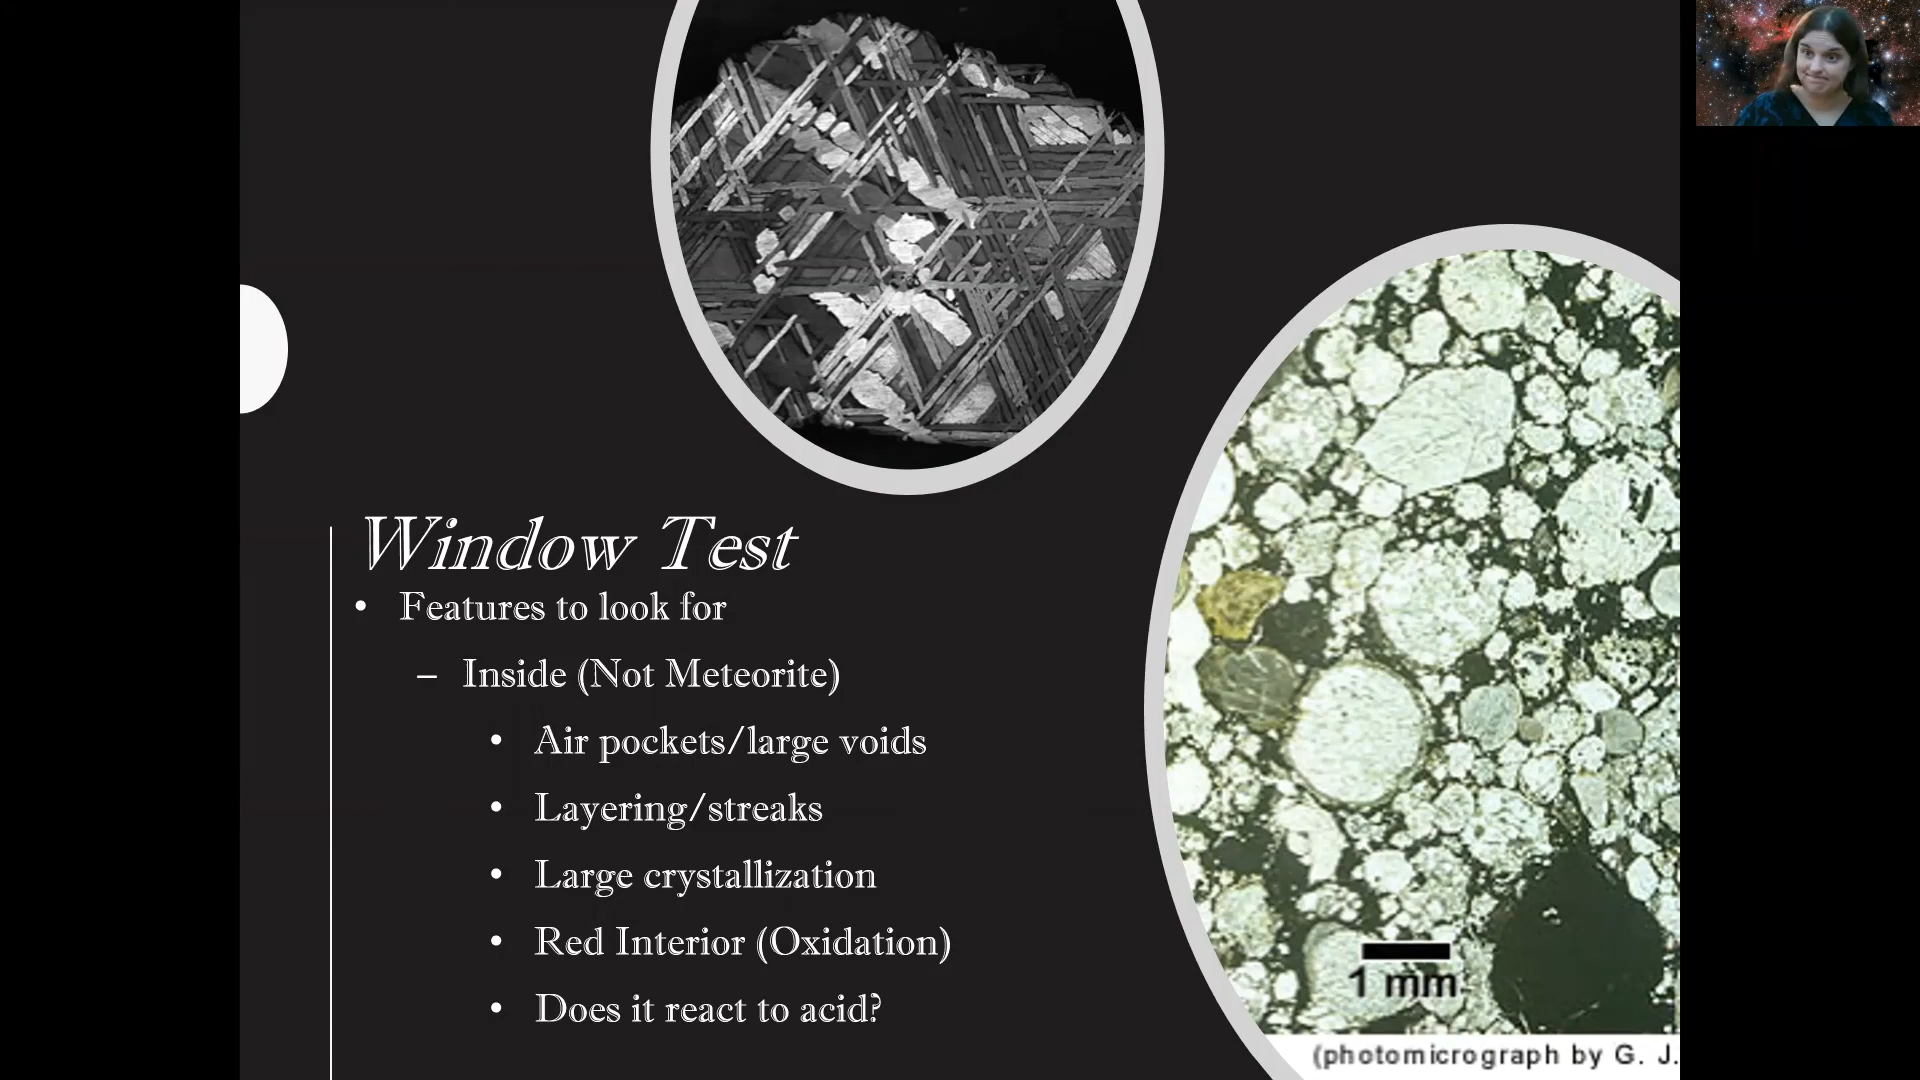 Window Test
• Features to look for
– Inside (Not Meteorite)
• Air pockets/large voids
• Layering/streaks
• Large crystallization
• Red Interior (Oxidation)
• Does it react to acid?
1 mm
(photomicrograph by G. J.